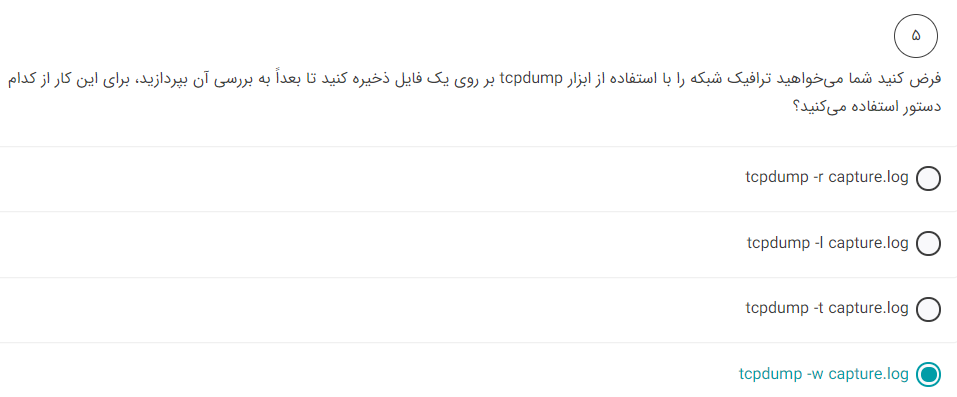 ۵
فرض کنید شما می‌خواهید ترافیک شبکه را با استفاده از ابزار tcpdump بر روی یک فایل ذخیره کنید تا بعداً به بررسی آن بپردازید، برای این کار از کدام
دستور استفاده می‌کنید؟
tcpdump -r capture.log
tcpdump -l capture.log
tcpdump -t capture.log
tcpdump -w capture.log